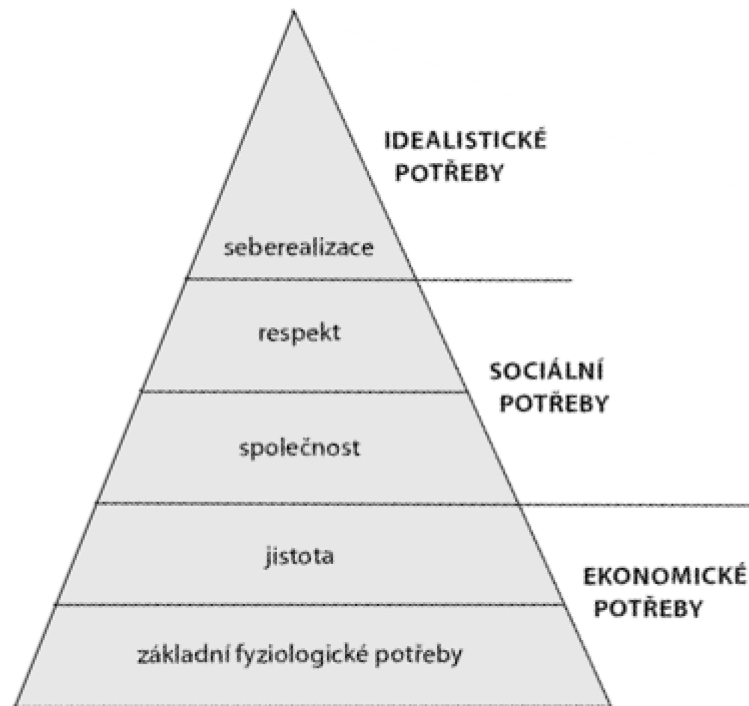 IDEALISTICKÉ
POTŘEBY
seberealizace
respekt
SOCIÁLNÍ
POTŘEBY
společnost
jistota
EKONOMICKÉ
POTŘEBY
základní fyziologické potřeby